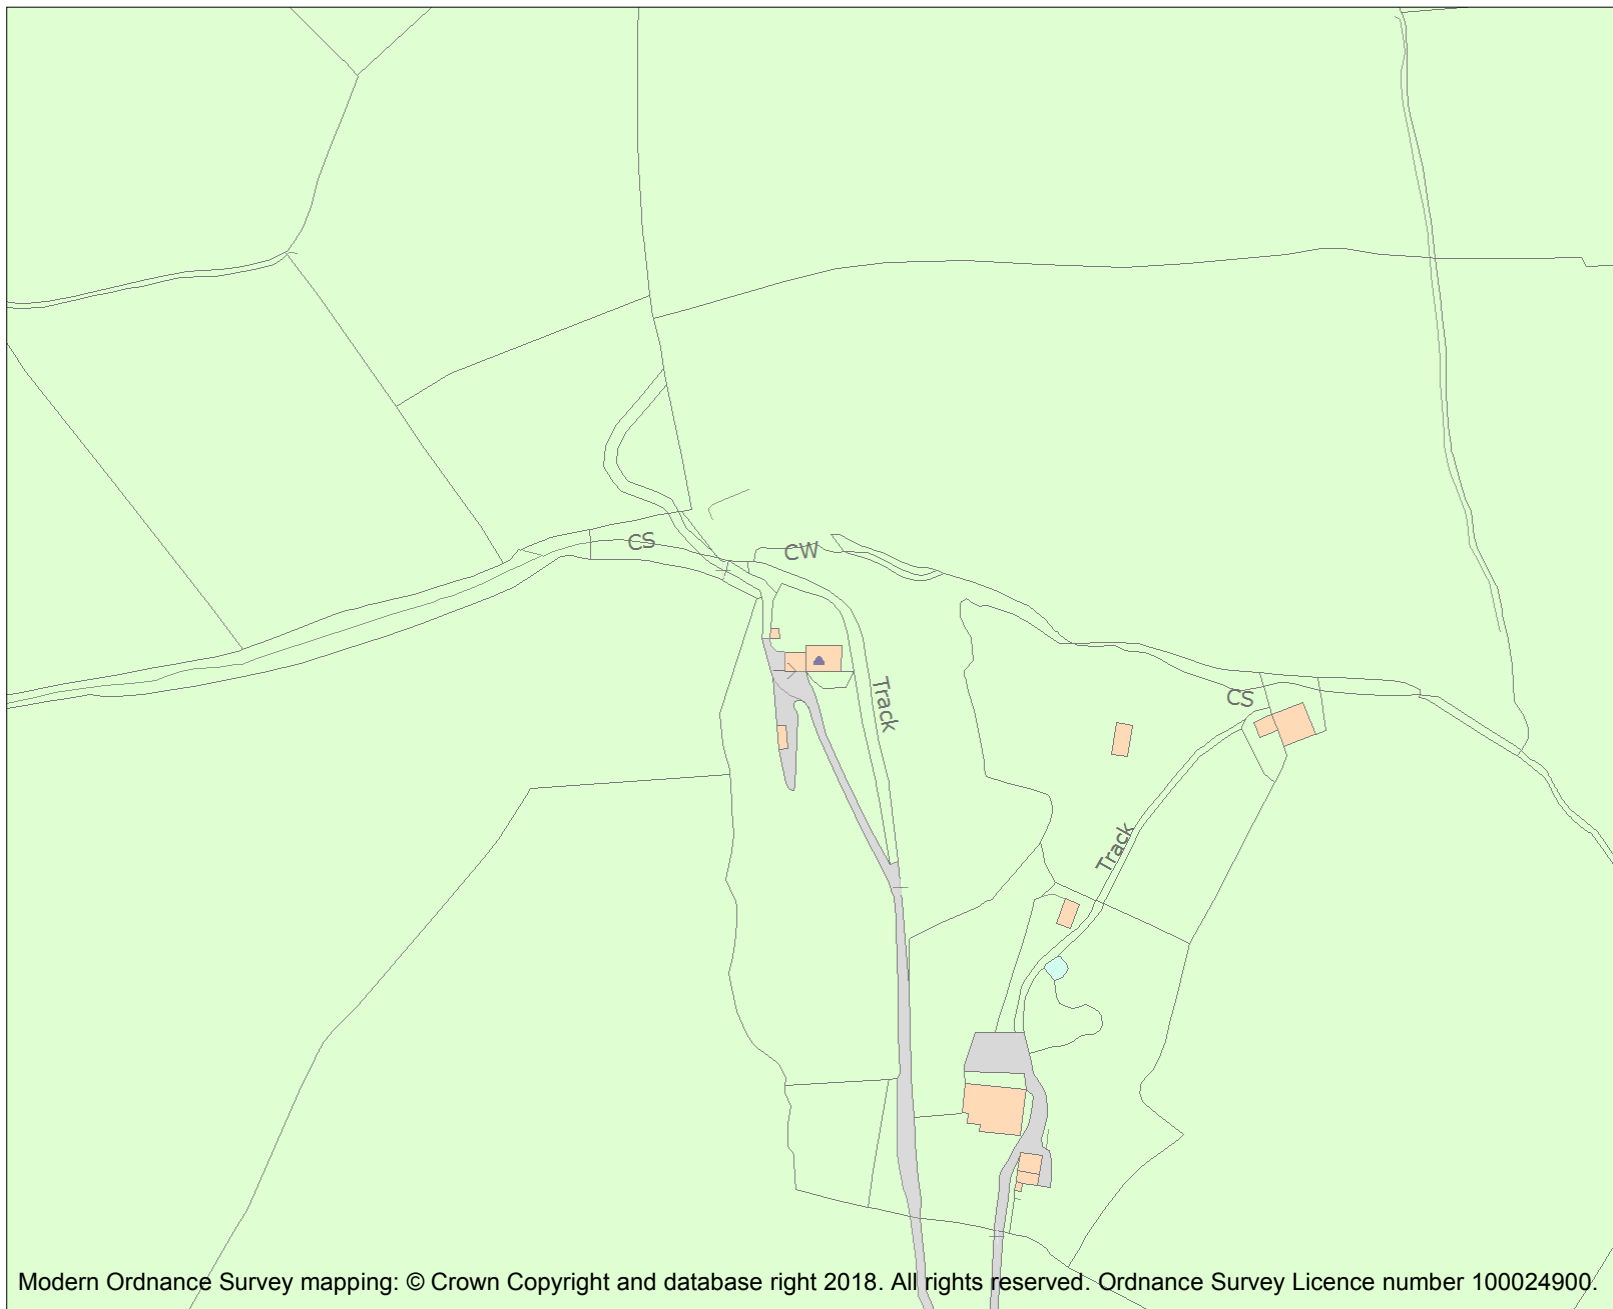 CS
CW
Track
CS
Track
Modern Ordnance Survey mapping: © Crown Copyright and database right 2018. All rights reserved. Ordnance Survey Licence number 100024900.